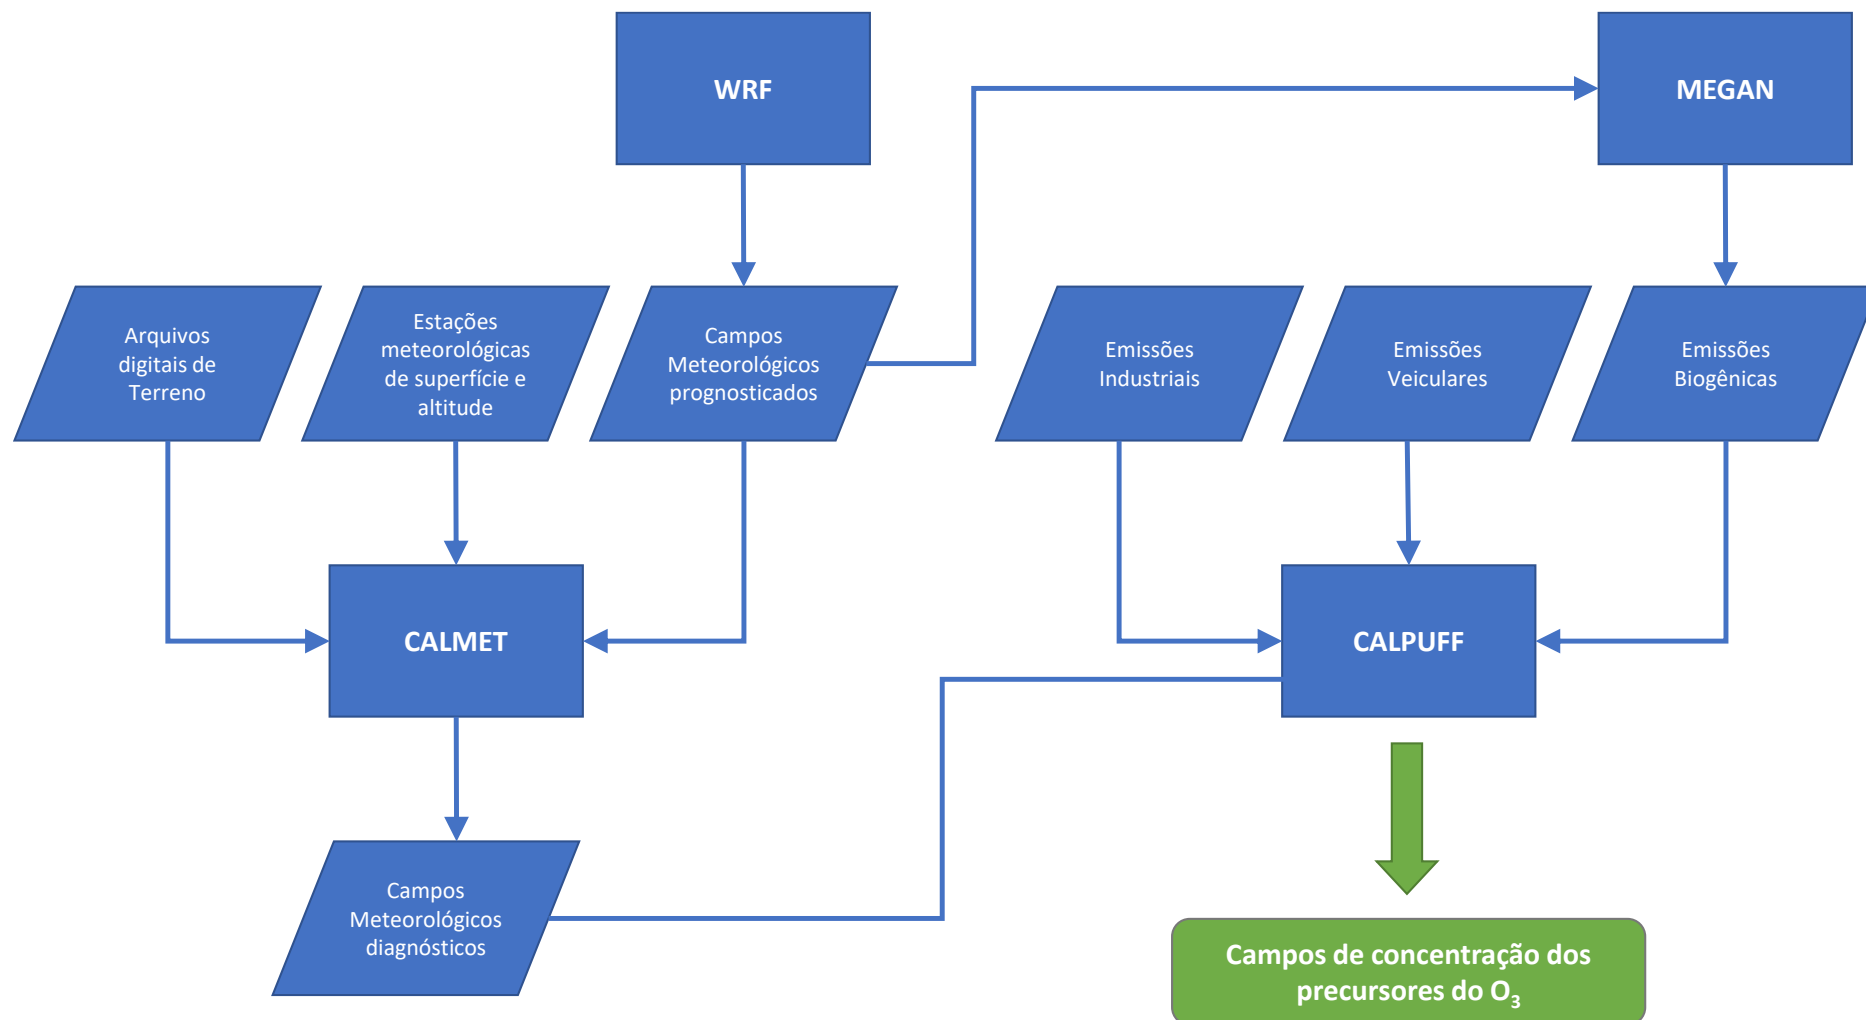 WRF
MEGAN
Arquivos
digitais de
Terreno
Estações
meteorológicas
de superfície e
altitude
Campos
Meteorológicos
prognosticados
Emissões
Industriais
Emissões
Veiculares
Emissões
Biogênicas
CALMET
CALPUFF
Campos
Meteorológicos
diagnósticos
Campos de concentração dos
precursores do O₃